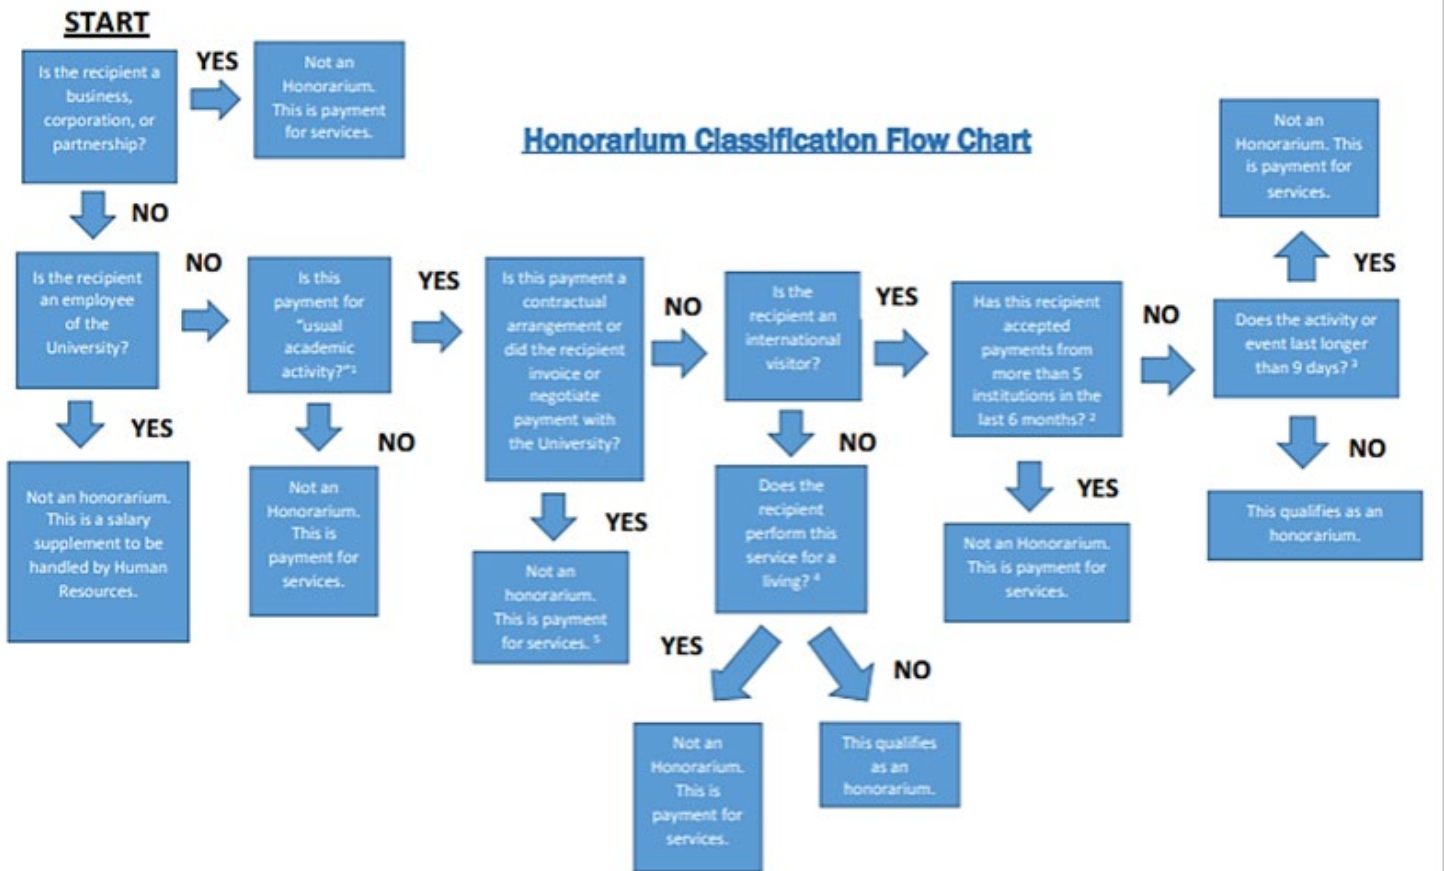 START
Is the recipient a
business,
corporation, or
partnership?
YES
Not an
Honorarium.
This is payment
for services.
Honorarium Classification Flow Chart
NO
Is the recipient
an employee
of the
University?
YES
Not an honorarium.
This is a salary
supplement to be
handled by Human
Resources.
NO
Is this
payment for
"usual
academic
activity?"1
NO
Not an
Honorarium.
This is
payment for
services.
YES
Is this payment a
contractual
arrangement or
did the recipient
invoice or
negotiate
payment with
the University?
YES
Not an
honorarium.
This is payment
for services. 5
NO
Is the
recipient an
international
visitor?
NO
Does the
recipient
perform this
service for a
living? 4
YES
Not an
Honorarium.
This is
payment for
services.
NO
This qualifies
as an
honorarium.
YES
Has this recipient
accepted
payments from
more than 5
institutions in the
last 6 months? 2
YES
Not an Honorarium.
This is payment for
services.
NO
Does the activity or
event last longer
than 9 days? 3
YES
Not an
Honorarium. This
is payment for
services.
NO
This qualifies as an
honorarium.